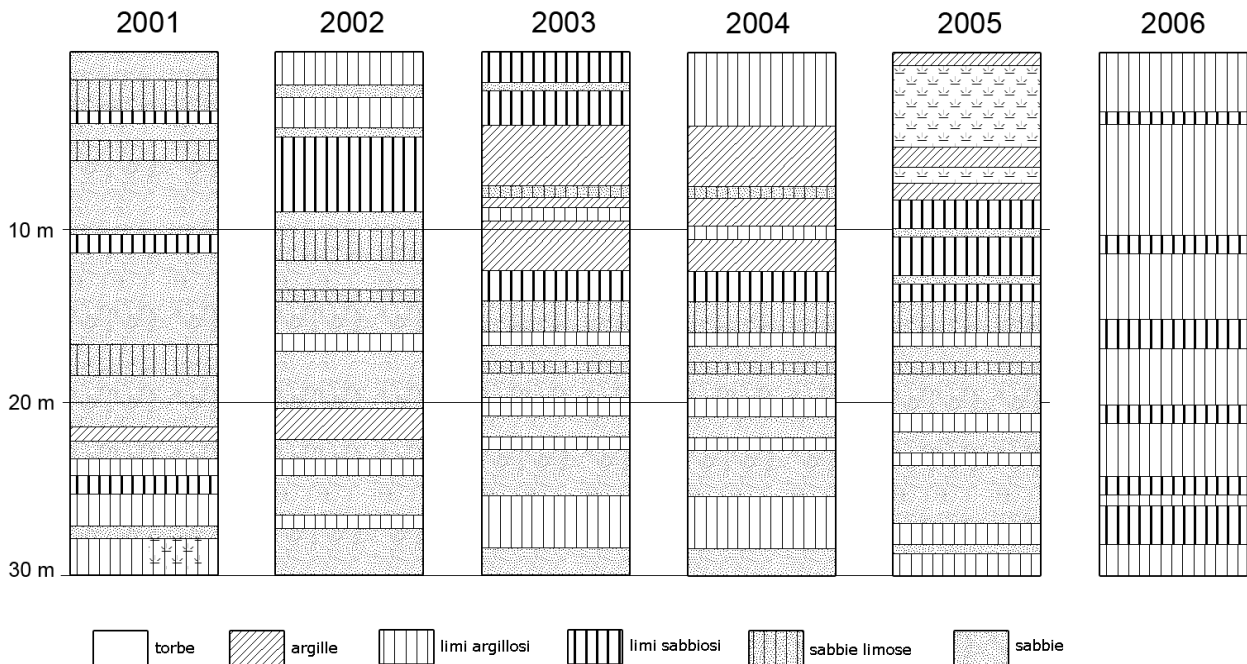 2001 2002 2003 2004 2005 2006
10 m
20 m
30 m
torbe argille limi argillosi limi sabbiosi sabbie limose sabbie